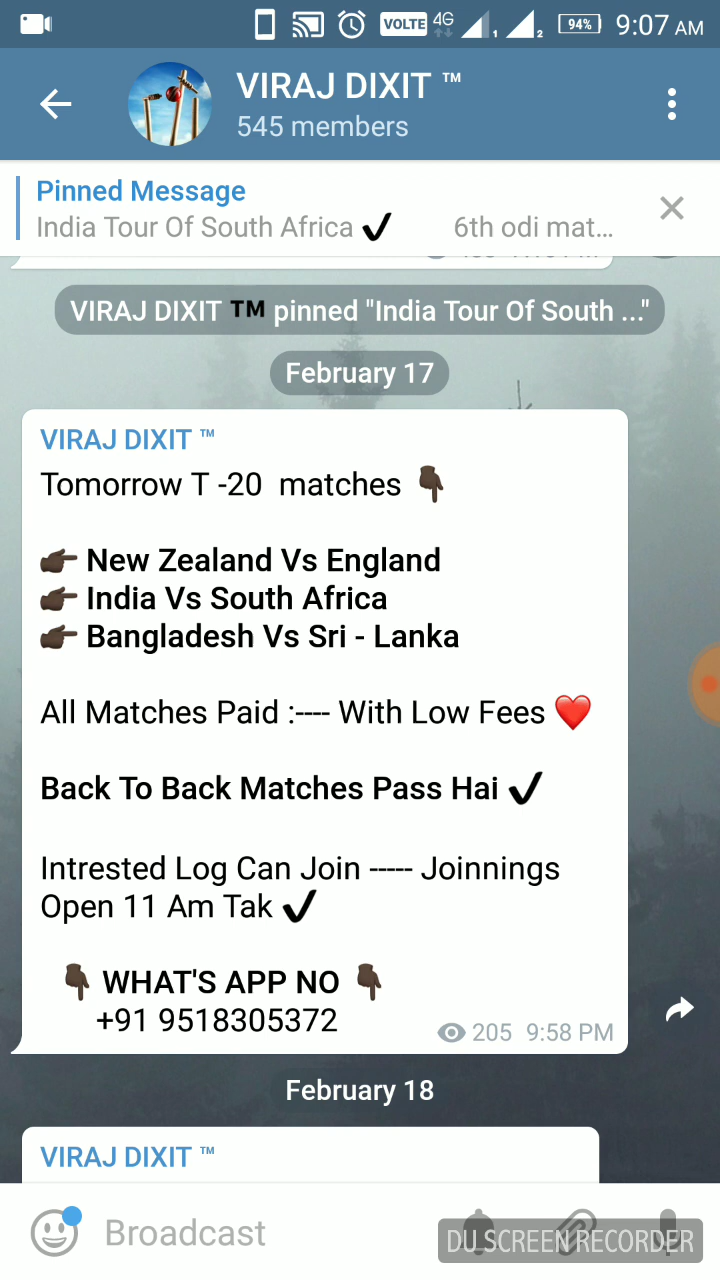 VOLTE 4G 1 2 94% 9:07 AM
VIRAJ DIXIT ™
545 members
Pinned Message
India Tour Of South Africa ✔ 6th odi mat...
VIRAJ DIXIT ™ pinned "India Tour Of South ..."
February 17
VIRAJ DIXIT ™
Tomorrow T -20 matches 👇🏿
👉🏿 New Zealand Vs England
👉🏿 India Vs South Africa
👉🏿 Bangladesh Vs Sri - Lanka
All Matches Paid :---- With Low Fees ❤️
Back To Back Matches Pass Hai ✔
Intrested Log Can Join ----- Joinnings
Open 11 Am Tak ✔
👇🏿 WHAT'S APP NO 👇🏿
+91 9518305372
205 9:58 PM
February 18
VIRAJ DIXIT ™
Broadcast
DU SCREEN RECORDER